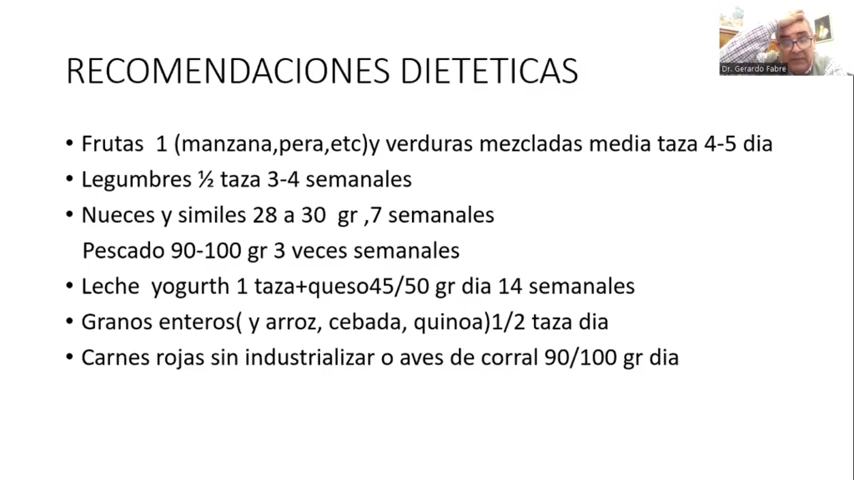 Dr. Gerardo Fabre
RECOMENDACIONES DIETETICAS
• Frutas 1 (manzana,pera,etc)y verduras mezcladas media taza 4-5 dia
• Legumbres ½ taza 3-4 semanales
• Nueces y similes 28 a 30 gr ,7 semanales
Pescado 90-100 gr 3 veces semanales
• Leche yogurth 1 taza+queso45/50 gr dia 14 semanales
• Granos enteros( y arroz, cebada, quinoa)1/2 taza dia
• Carnes rojas sin industrializar o aves de corral 90/100 gr dia